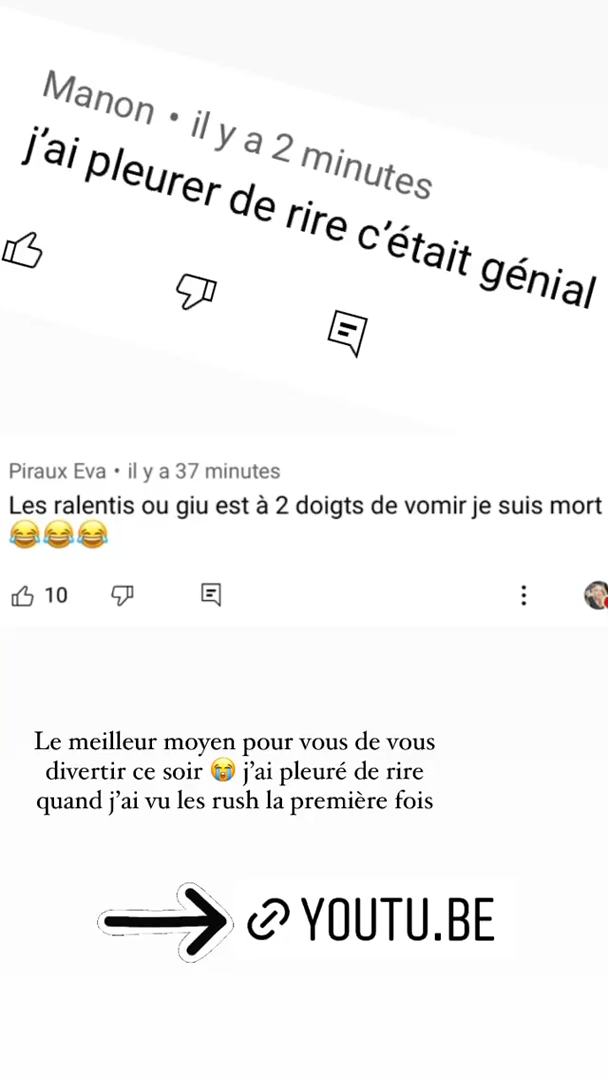 Manon • il y a 2 minutes
j'ai pleurer de rire c'était génial
Piraux Eva • il y a 37 minutes
Les ralentis ou giu est à 2 doigts de vomir je suis mort
😂😂😂
10
Le meilleur moyen pour vous de vous
divertir ce soir 😭 j'ai pleuré de rire
quand j'ai vu les rush la première fois
YOUTU.BE